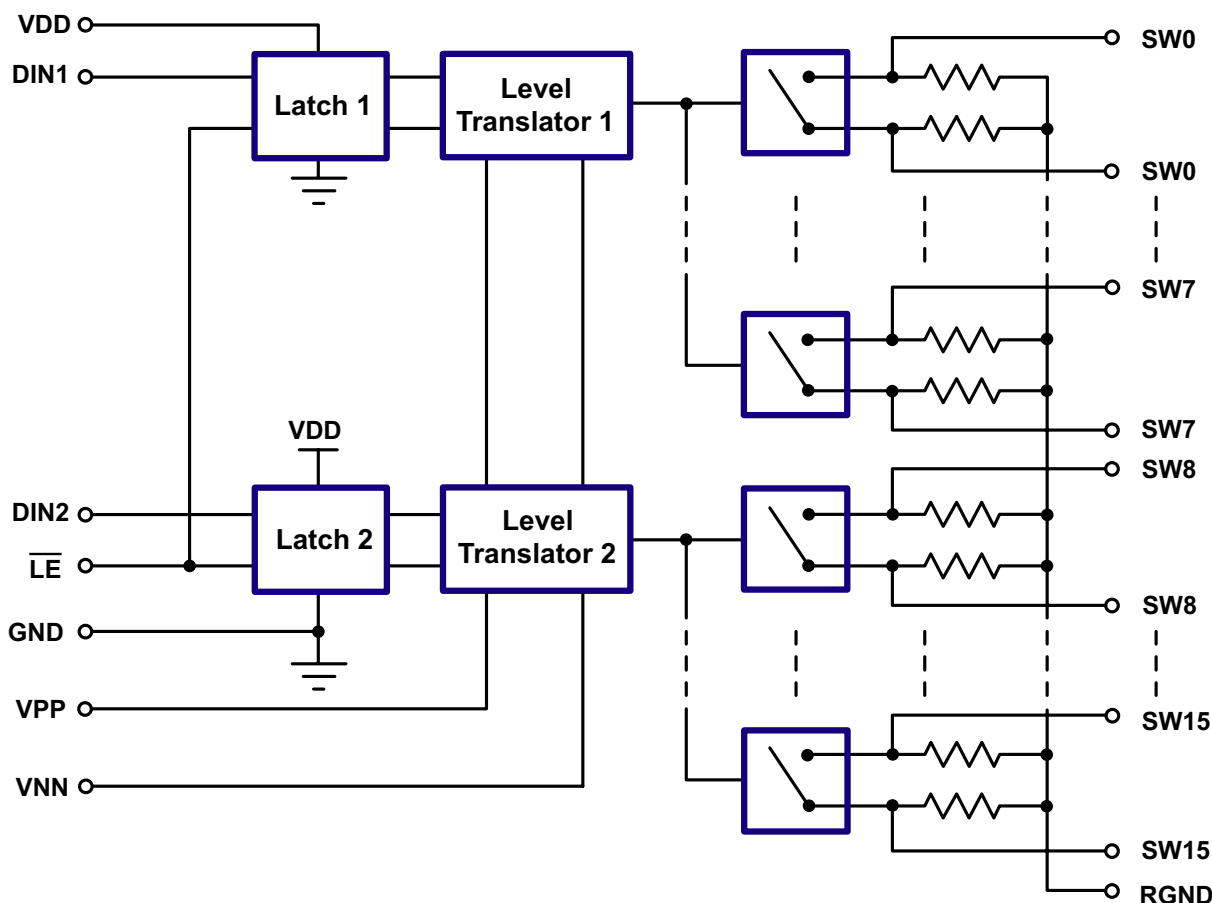 VDD
DIN1
Latch 1
Level
Translator 1
SW0
SW0
SW7
SW7
VDD
DIN2
Latch 2
Level
Translator 2
SW8
L̅E̅
SW8
GND
VPP
SW15
VNN
SW15
RGND